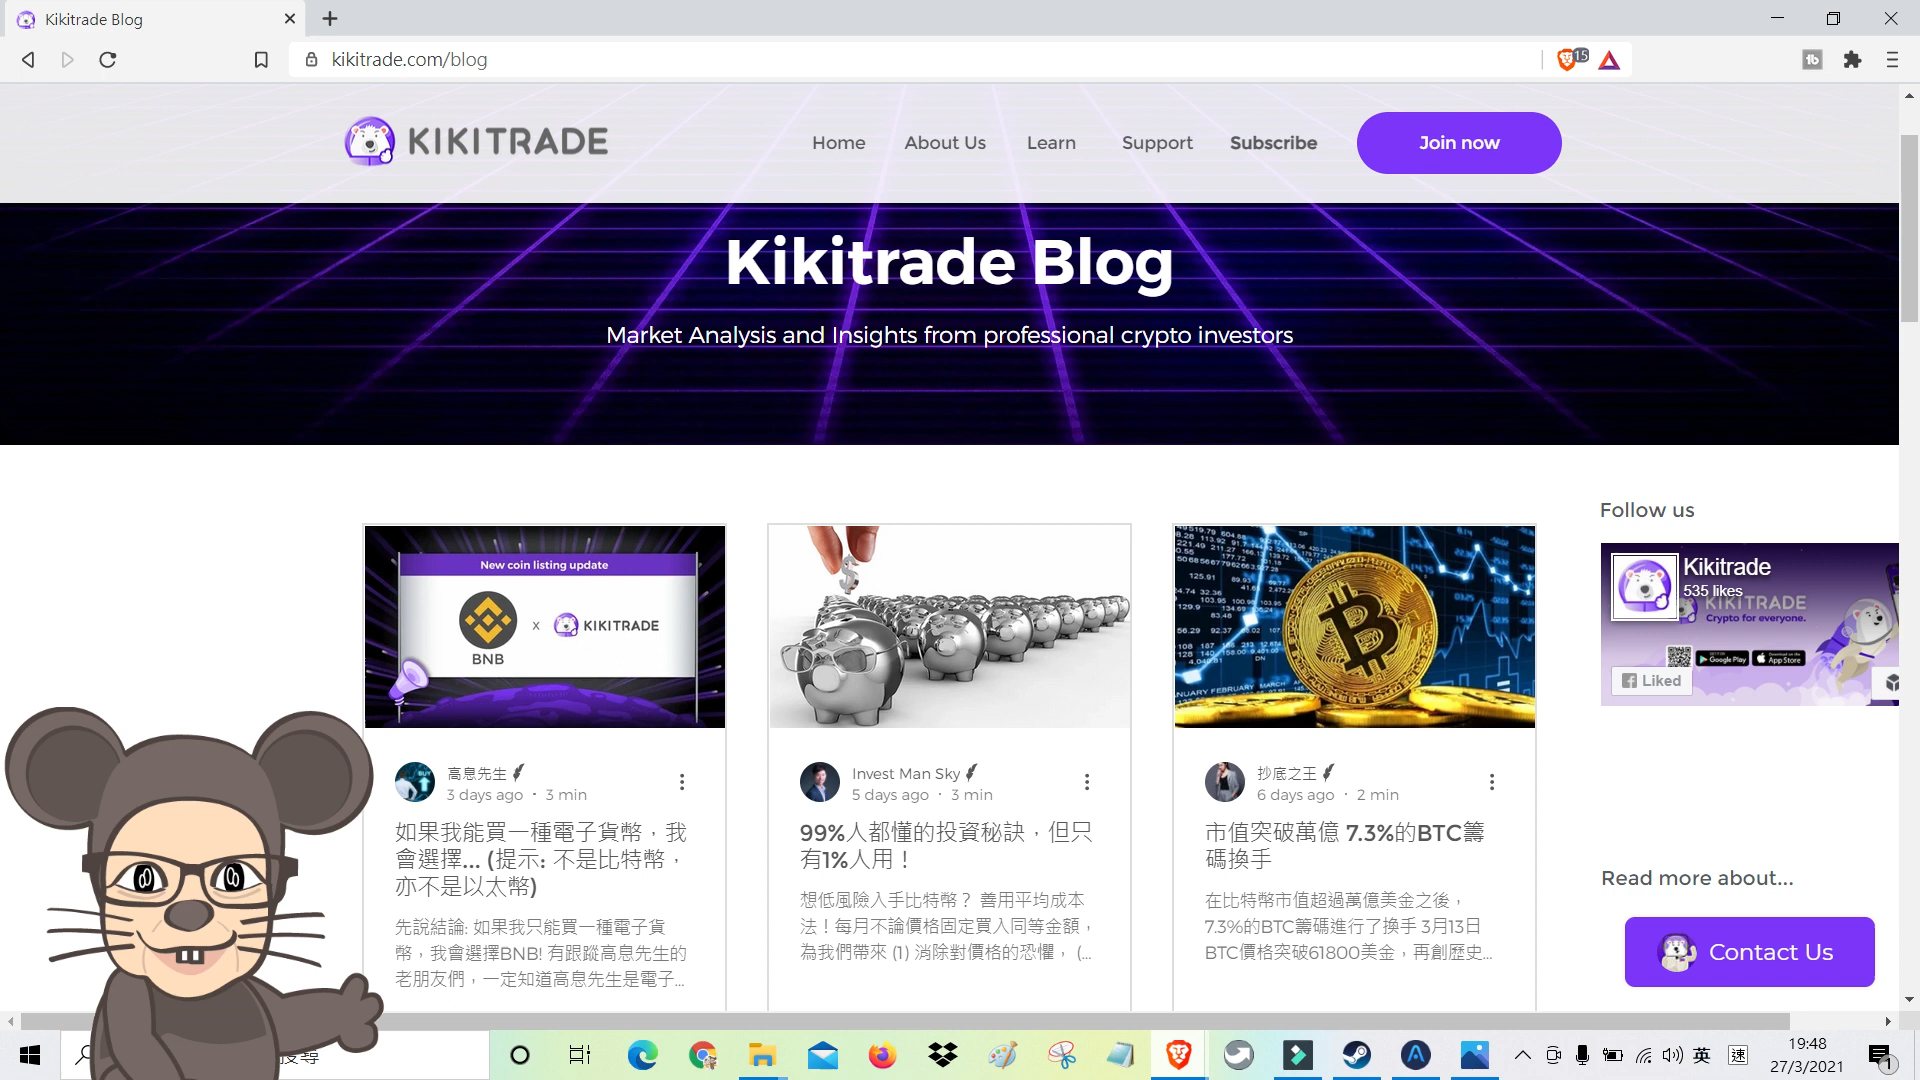 Kikitrade Blog
kikitrade.com/blog
15
KIKITRADE
Home
About Us
Learn
Support
Subscribe
Join now
Kikitrade Blog
Market Analysis and Insights from professional crypto investors
Follow us
Kikitrade
535 likes
KIKITRADE
Crypto for everyone.
Google Play
App Store
Liked
New coin listing update
BNB
x
KIKITRADE
高息先生
3 days ago · 3 min
如果我能買一種電子貨幣，我
會選擇... (提示: 不是比特幣，
亦不是以太幣)
先說結論: 如果我只能買一種電子貨
幣，我會選擇BNB! 有跟蹤高息先生的
老朋友們，一定知道高息先生是電子...
Invest Man Sky
5 days ago · 3 min
99%人都懂的投資秘訣，但只
有1%人用！
想低風險入手比特幣？ 善用平均成本
法！每月不論價格固定買入同等金額，
為我們帶來 (1) 消除對價格的恐懼， (...
抄底之王
6 days ago · 2 min
市值突破萬億 7.3%的BTC籌
碼換手
在比特幣市值超過萬億美金之後，
7.3%的BTC籌碼進行了換手 3月13日
BTC價格突破61800美金，再創歷史...
Read more about...
Contact Us
搜尋
英
速
19:48
27/3/2021
1